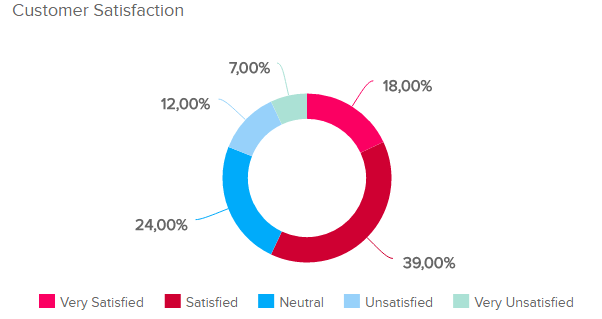 Customer Satisfaction
7,00%
18,00%
12,00%
24,00%
39,00%
Very Satisfied Satisfied Neutral Unsatisfied Very Unsatisfied